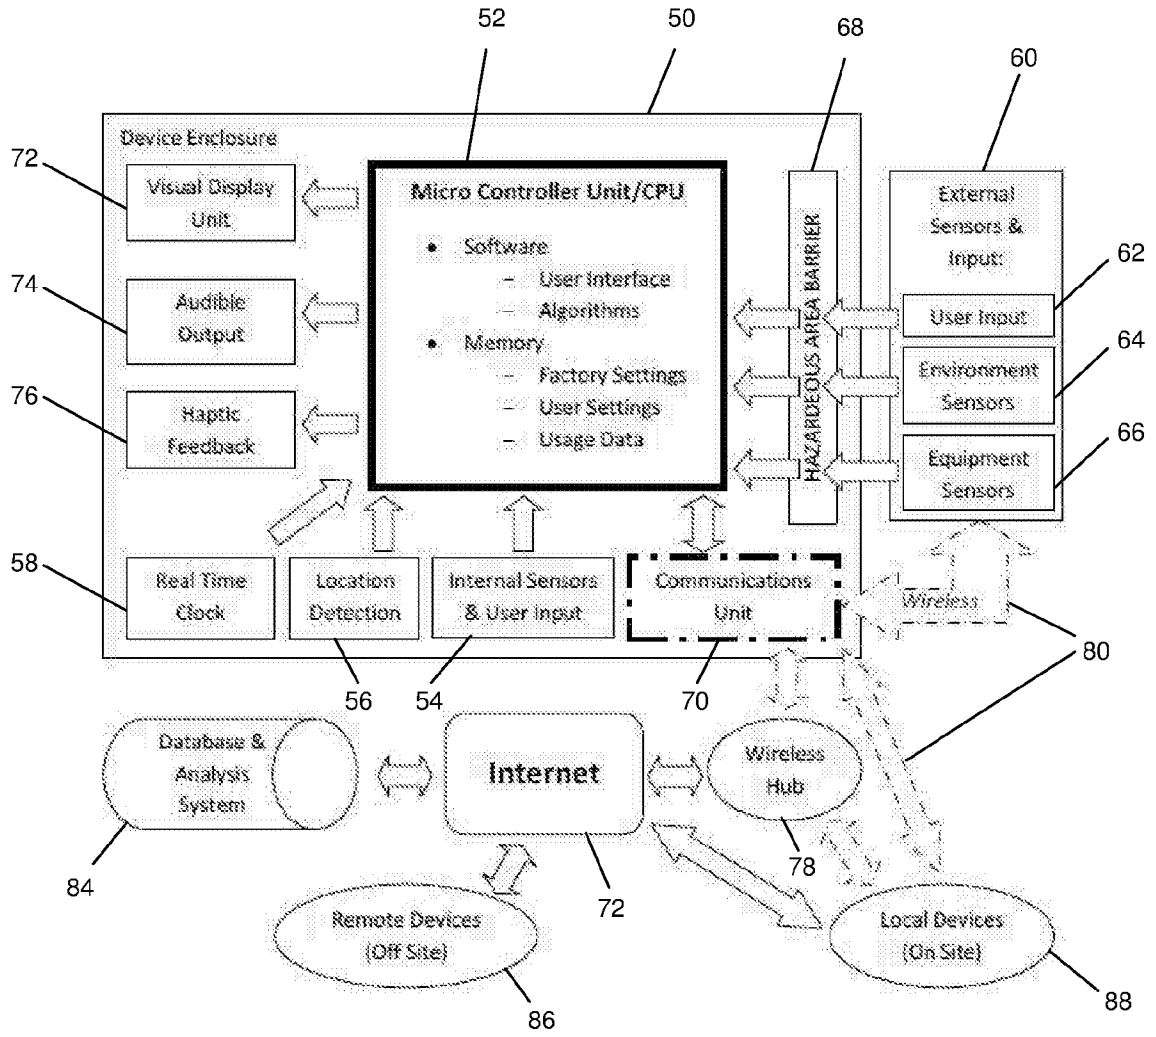 52
50
68
60
Device Enclosure
72
Visual Display
Unit
Micro Controller Unit/CPU
• Software
– User Interface
– Algorithms
• Memory
– Factory Settings
– User Settings
– Usage Data
HAZARDEOUS AREA BARRIER
External
Sensors &
Input:
62
User Input
74
Audible
Output
64
Environment
Sensors
76
Haptic
Feedback
66
Equipment
Sensors
58
Real Time
Clock
Location
Detection
Internal Sensors
& User Input
Communications
Unit
Wireless
80
56
54
70
Database &
Analysis
System
Internet
Wireless
Hub
84
72
78
Remote Devices
(Off Site)
Local Devices
(On Site)
86
88